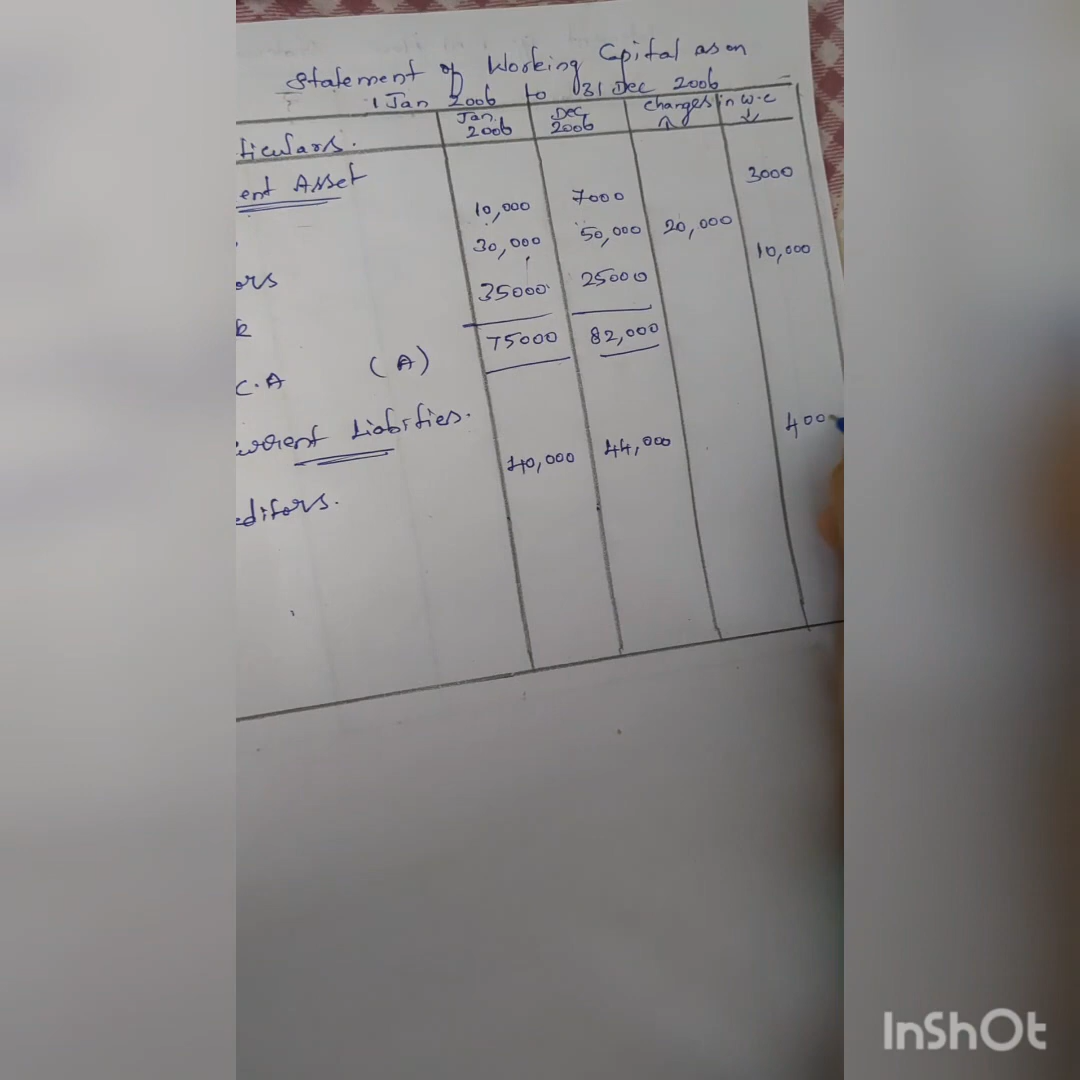 Statement of Working Capital as on
1 Jan 2006 to 31 Dec 2006
ticulars. Jan. 2006 Dec 2006 changes in w.c
↑ ↓
ent Asset
10,000 7000 3000
30,000 50,000 20,000
ors 35000 25000 10,000
k
75000 82,000
C.A (A)
urrent Liabities.
40,000 44,000 400
editors.
InShOt